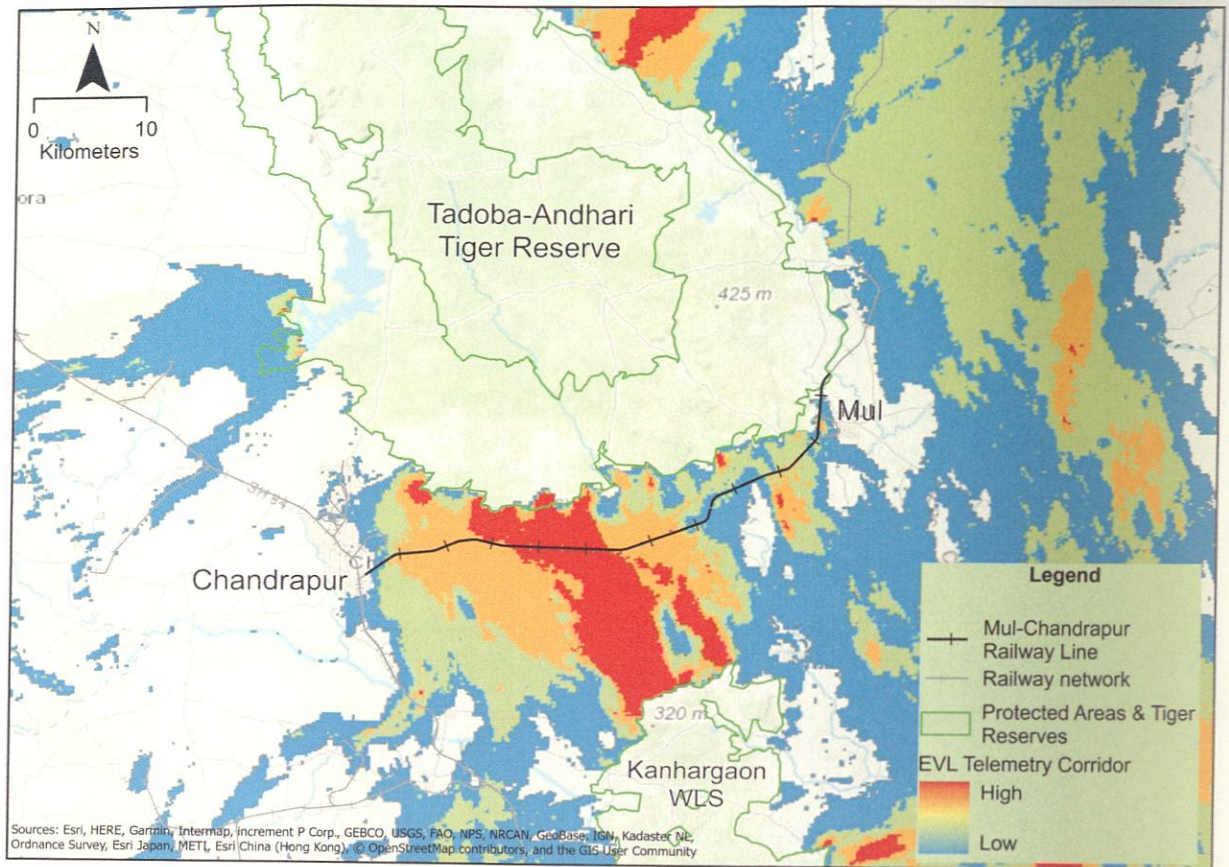 N
0 10
Kilometers
ora
Tadoba-Andhari
Tiger Reserve
425 m
Mul
SH 84
Chandrapur
320 m
Kanhargaon
WLS
Legend
Mul-Chandrapur
Railway Line
Railway network
Protected Areas & Tiger
Reserves
EVL Telemetry Corridor
High
Low
Sources: Esri, HERE, Garmin, Intermap, increment P Corp., GEBCO, USGS, FAO, NPS, NRCAN, GeoBase, IGN, Kadaster NL,
Ordnance Survey, Esri Japan, METI, Esri China (Hong Kong), © OpenStreetMap contributors, and the GIS User Community